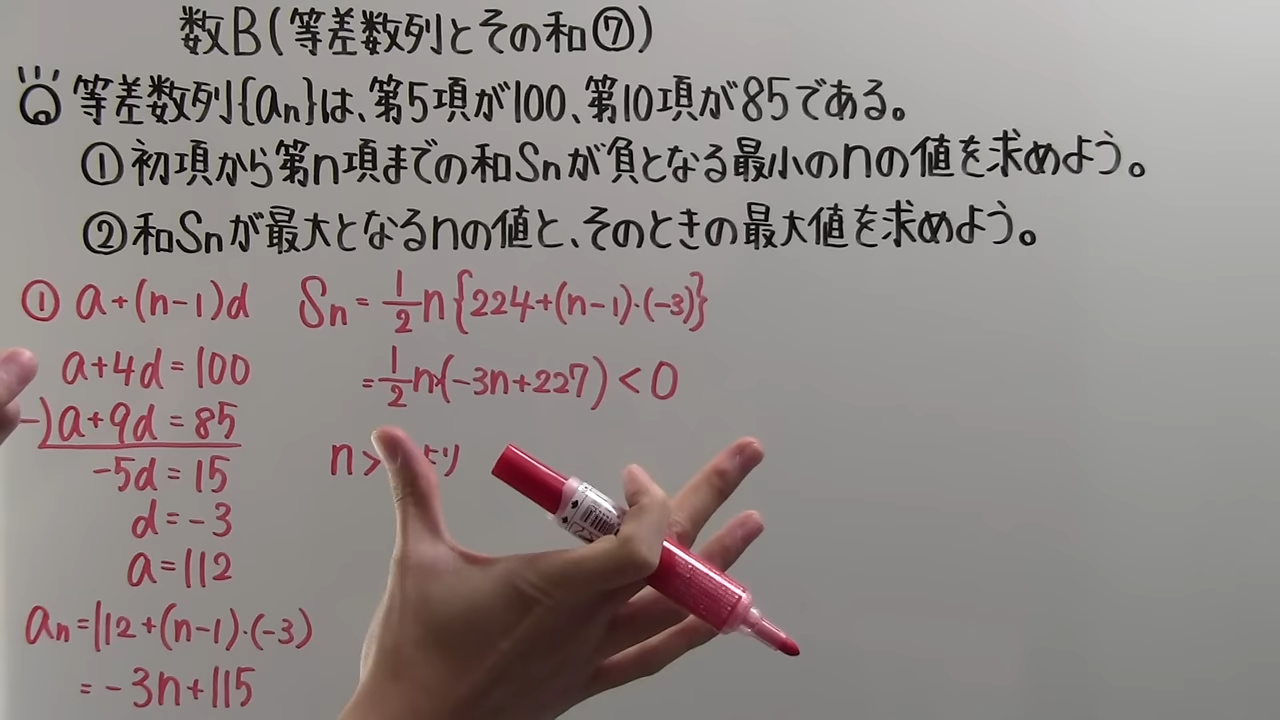 数B(等差数列とその和⑦)
Q 等差数列{an}は、第5項が100、第10項が85である。
①初項から第n項までの和Snが負となる最小のnの値を求めよう。
②和Snが最大となるnの値と、そのときの最大値を求めよう。
① a+(n-1)d
a+4d=100
-)a+9d=85
-5d=15
d=-3
a=112
an=112+(n-1)·(-3)
=-3n+115
Sn=1/2n{224+(n-1)·(-3)}
=1/2n(-3n+227)<0
n> より